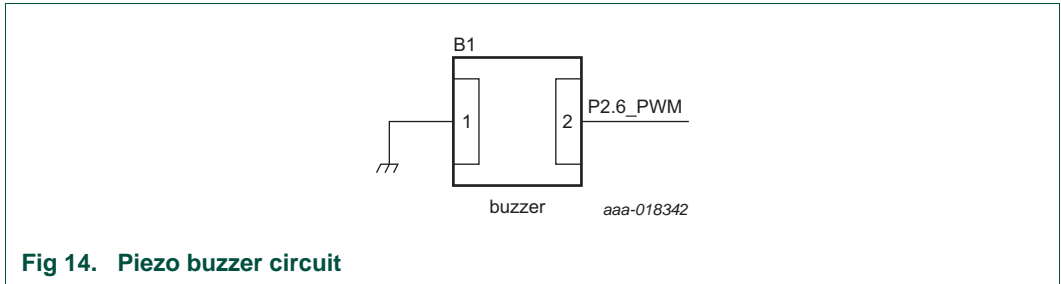 B1
1
2
P2.6_PWM
buzzer
aaa-018342
Fig 14. Piezo buzzer circuit